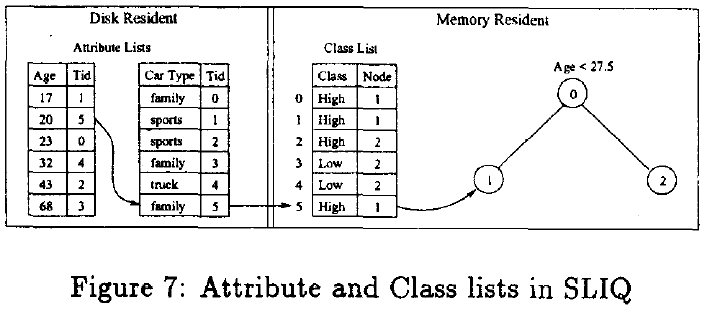 Disk Resident Memory Resident
Attribute Lists Class List
Age Tid Car Type Tid Class Node Age < 27.5
17 1 family 0 0 High 1 0
20 5 sports 1 1 High 1
23 0 sports 2 2 High 2
32 4 family 3 3 Low 2
43 2 truck 4 4 Low 2 1 2
68 3 family 5 5 High 1
Figure 7: Attribute and Class lists in SLIQ